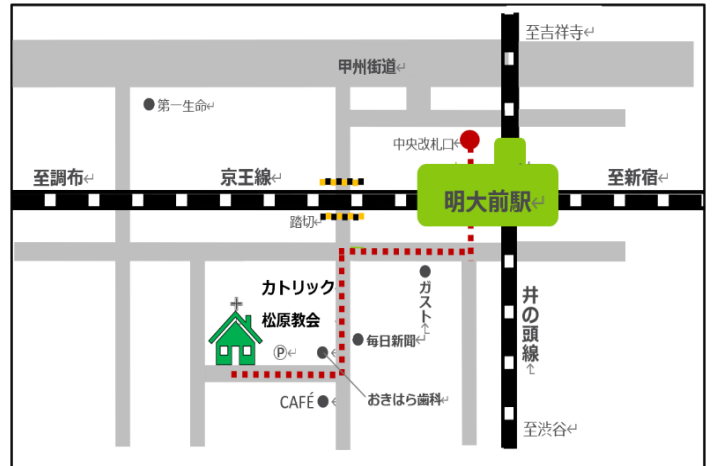 至吉祥寺
甲州街道
第一生命
中央改札口
至調布
京王線
明大前駅
至新宿
踏切
カトリック
松原教会
ガスト
井の頭線
毎日新聞
Ⓟ
おきはら歯科
CAFÉ
至渋谷